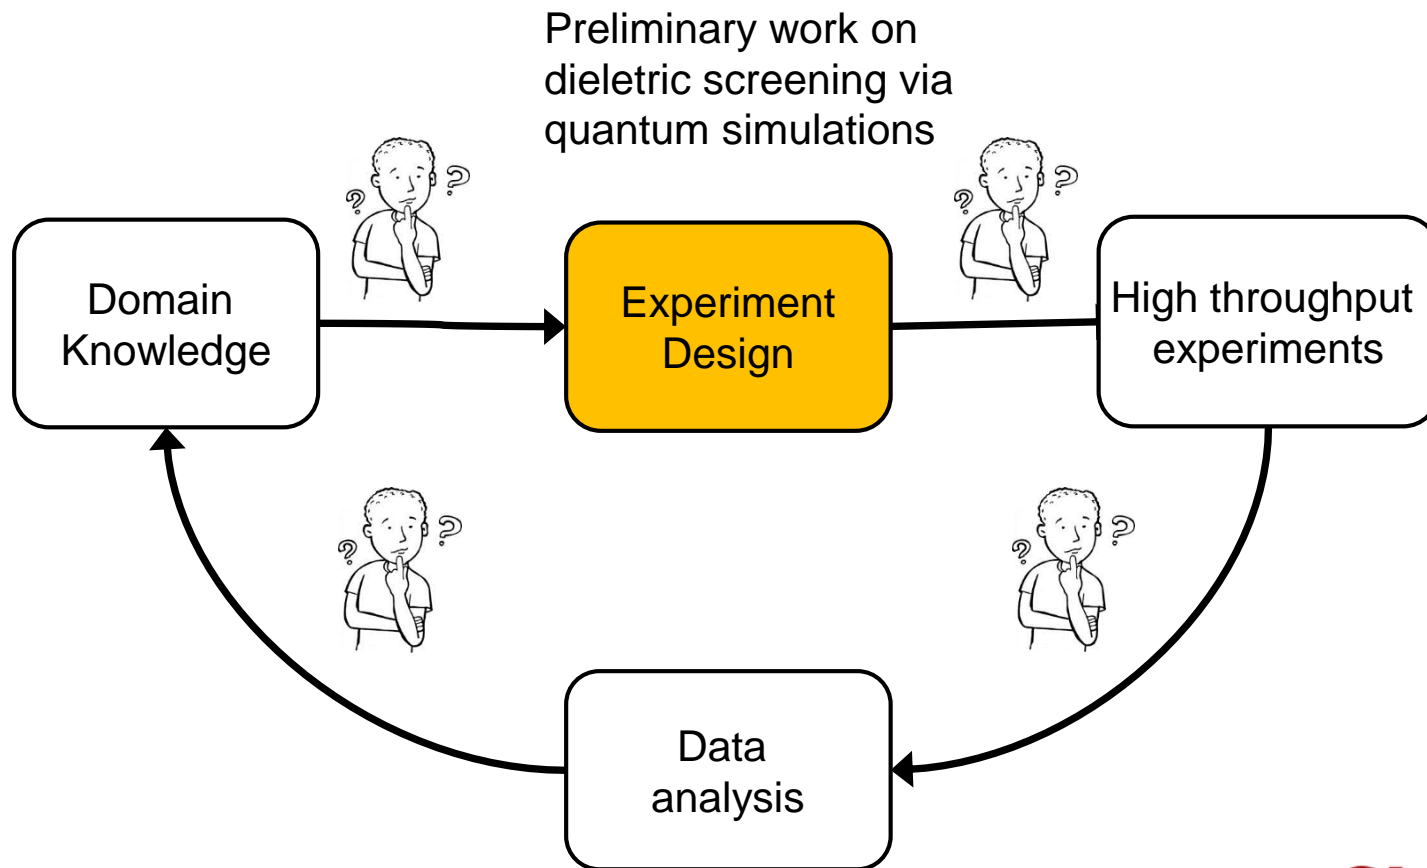 Preliminary work on
dieletric screening via
quantum simulations
? ?
? ?
Domain
Knowledge
Experiment
Design
High throughput
experiments
? ?
? ?
Data
analysis